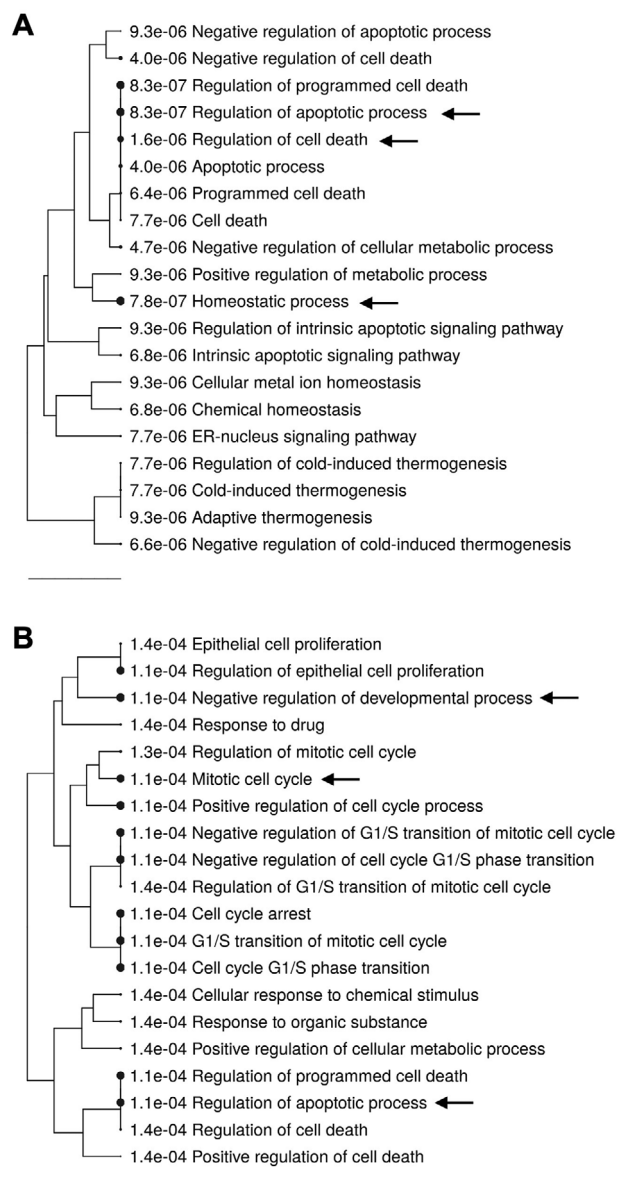 A
9.3e-06 Negative regulation of apoptotic process
4.0e-06 Negative regulation of cell death
8.3e-07 Regulation of programmed cell death
8.3e-07 Regulation of apoptotic process
1.6e-06 Regulation of cell death
4.0e-06 Apoptotic process
6.4e-06 Programmed cell death
7.7e-06 Cell death
4.7e-06 Negative regulation of cellular metabolic process
9.3e-06 Positive regulation of metabolic process
7.8e-07 Homeostatic process
9.3e-06 Regulation of intrinsic apoptotic signaling pathway
6.8e-06 Intrinsic apoptotic signaling pathway
9.3e-06 Cellular metal ion homeostasis
6.8e-06 Chemical homeostasis
7.7e-06 ER-nucleus signaling pathway
7.7e-06 Regulation of cold-induced thermogenesis
7.7e-06 Cold-induced thermogenesis
9.3e-06 Adaptive thermogenesis
6.6e-06 Negative regulation of cold-induced thermogenesis
B
1.4e-04 Epithelial cell proliferation
1.1e-04 Regulation of epithelial cell proliferation
1.1e-04 Negative regulation of developmental process
1.4e-04 Response to drug
1.3e-04 Regulation of mitotic cell cycle
1.1e-04 Mitotic cell cycle
1.1e-04 Positive regulation of cell cycle process
1.1e-04 Negative regulation of G1/S transition of mitotic cell cycle
1.1e-04 Negative regulation of cell cycle G1/S phase transition
1.4e-04 Regulation of G1/S transition of mitotic cell cycle
1.1e-04 Cell cycle arrest
1.1e-04 G1/S transition of mitotic cell cycle
1.1e-04 Cell cycle G1/S phase transition
1.4e-04 Cellular response to chemical stimulus
1.4e-04 Response to organic substance
1.4e-04 Positive regulation of cellular metabolic process
1.1e-04 Regulation of programmed cell death
1.1e-04 Regulation of apoptotic process
1.4e-04 Regulation of cell death
1.4e-04 Positive regulation of cell death